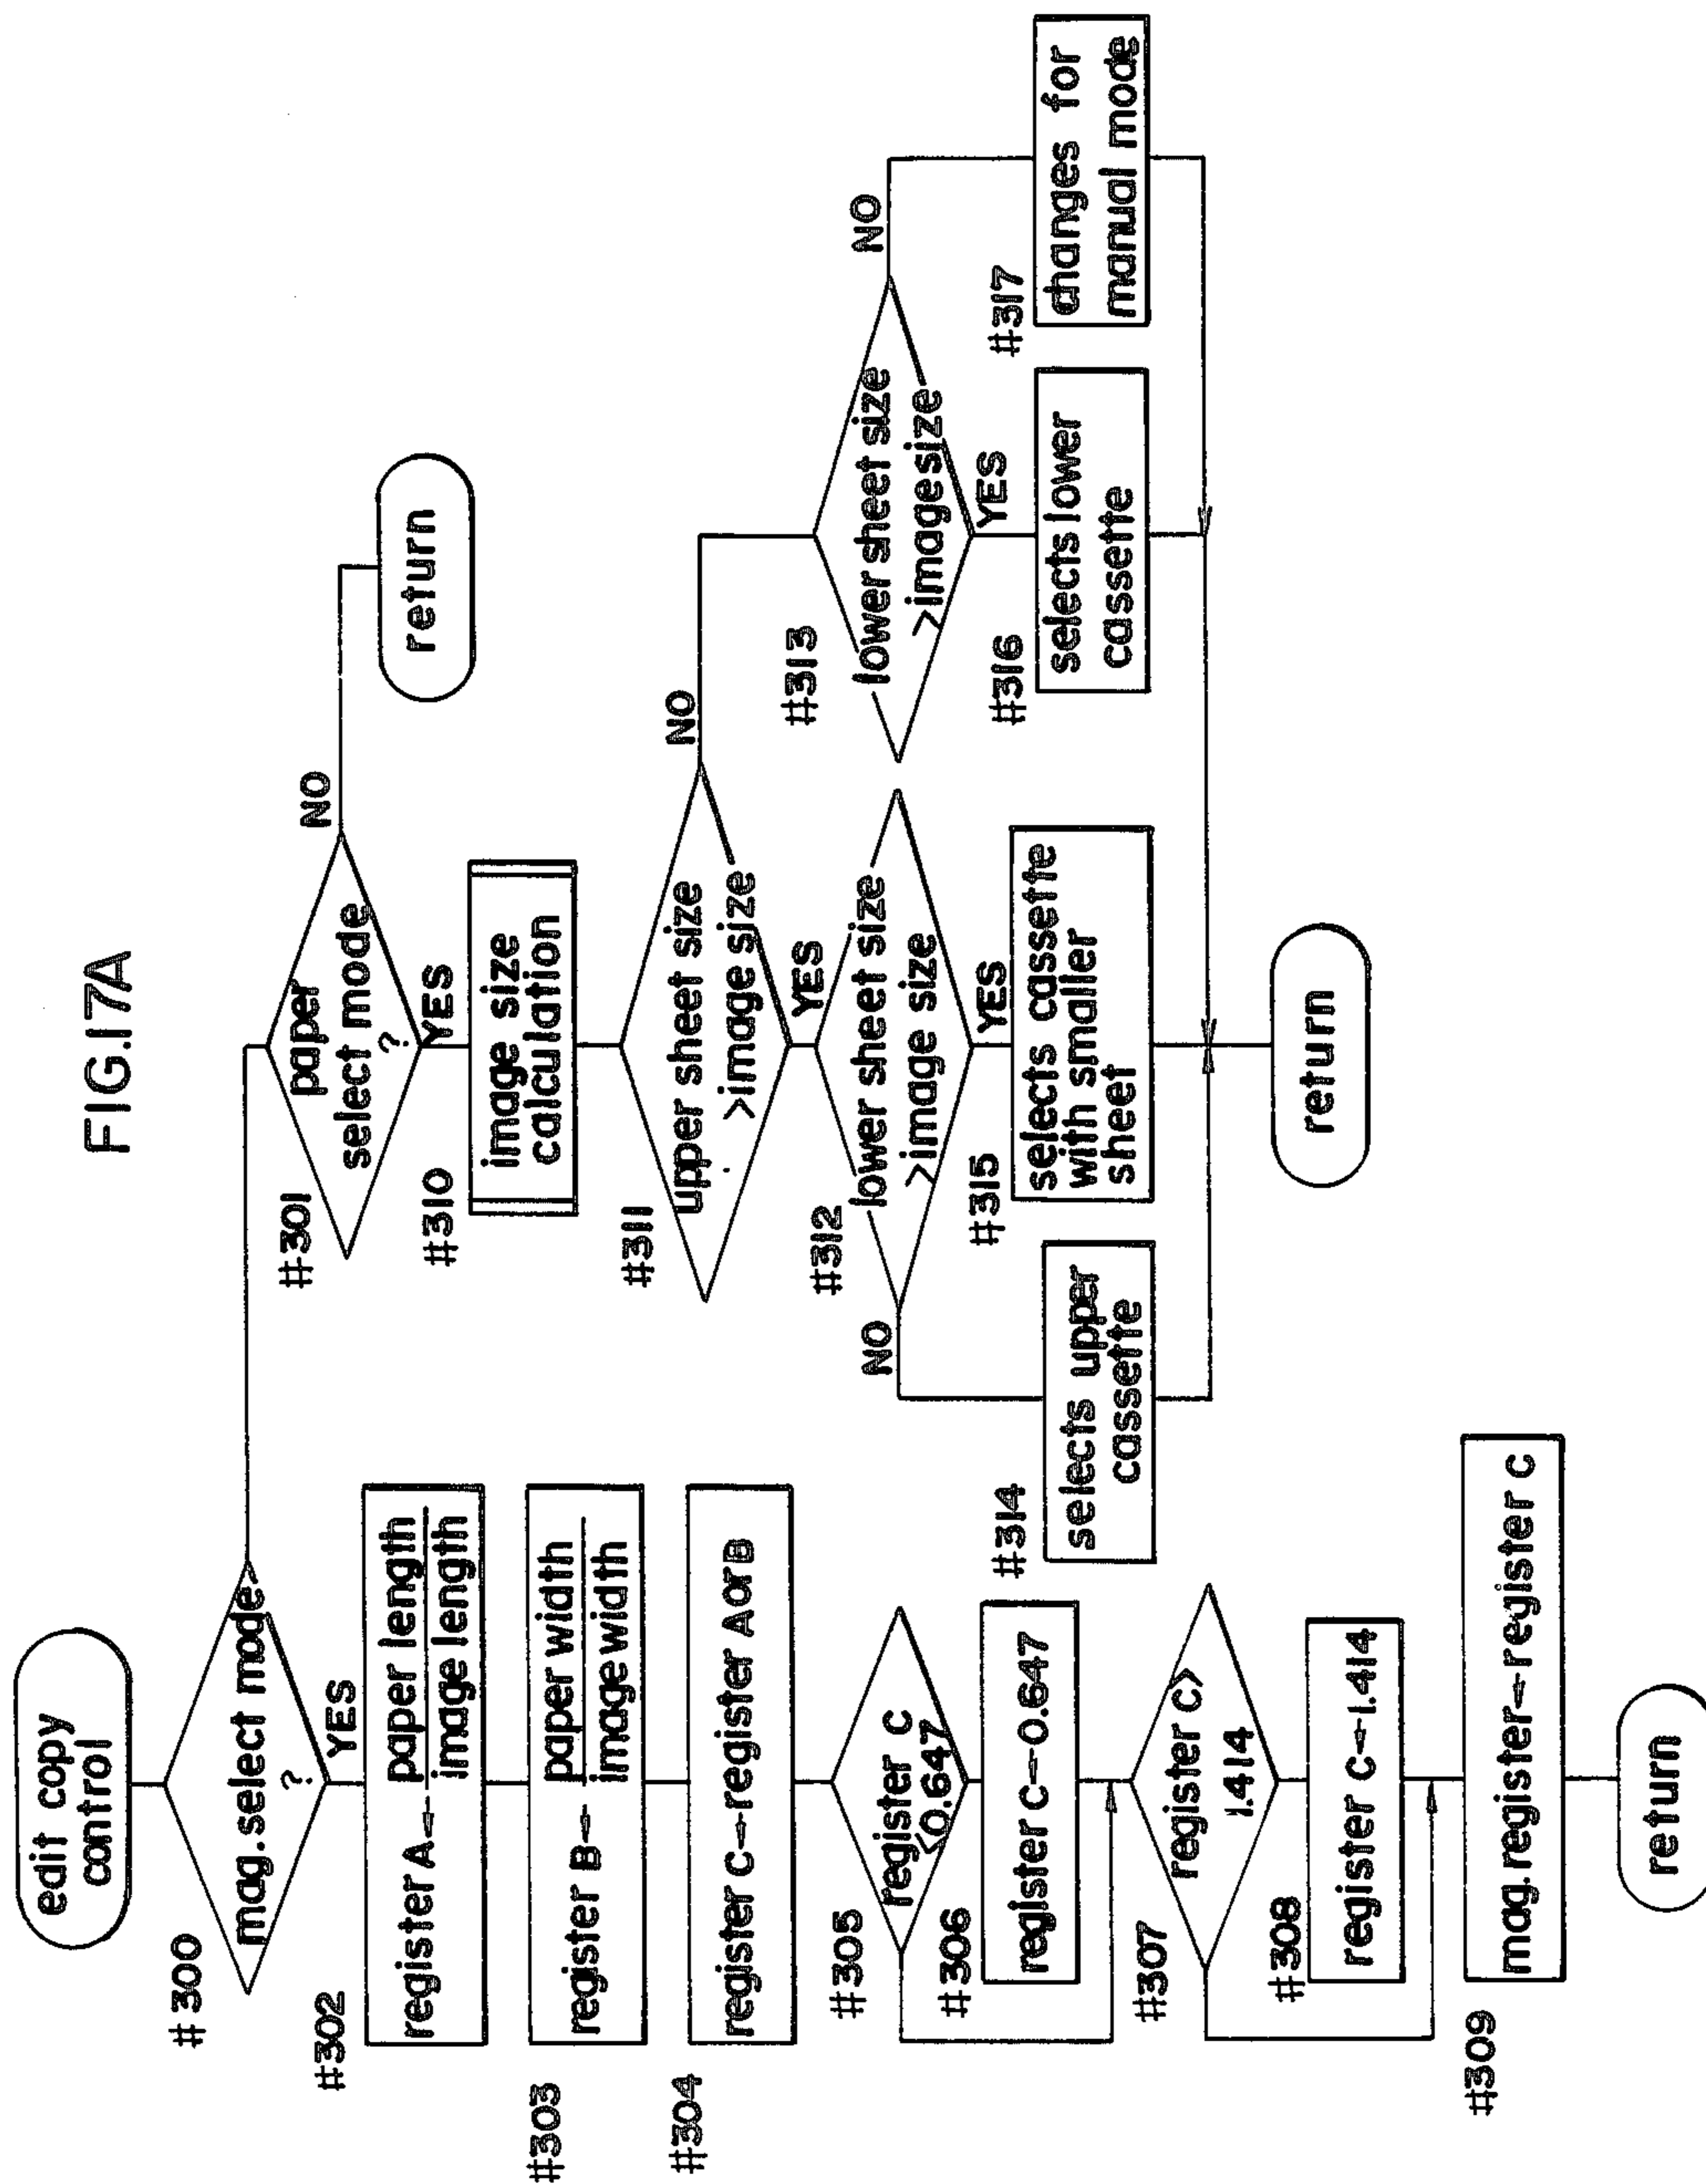 FIG.17A
edit copy
control
#300
mag.select mode
?
YES
#302
register A← paper length
image length
#303
register B← paper width
image width
#304
register C←register A or B
#305
register C
<0.647
#306
register C←0.647
#307
register C>
1.414
#308
register C←1.414
#309
mag.register←register C
return
#301
paper
select mode
?
NO
return
YES
#310
image size
calculation
#311
upper sheet size
>image size
NO
YES
#312
lower sheet size
>image size
NO
YES
#313
lower sheet size
>image size
NO
YES
#314
selects upper
cassette
#315
selects cassette
with smaller
sheet
#316
selects lower
cassette
#317
changes for
manual mode
return